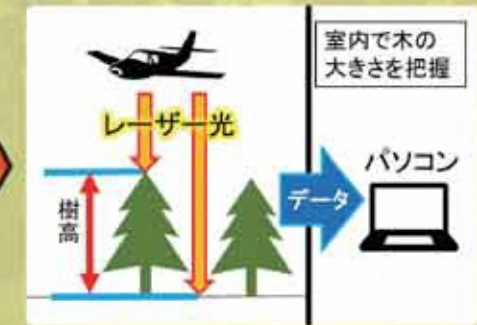 室内で木の
大きさを把握
レーザー光
パソコン
データ
樹高